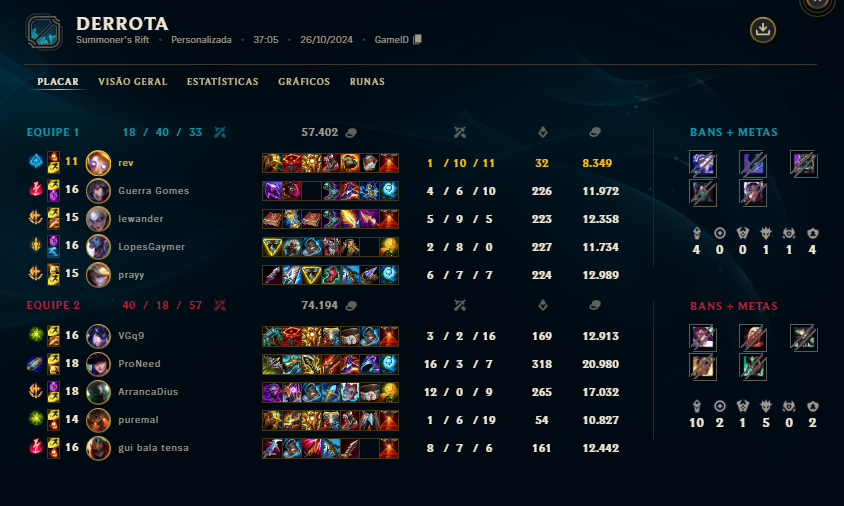 DERROTA
Summoner's Rift • Personalizada • 37:05 • 26/10/2024 • GameID
PLACAR VISÃO GERAL ESTATÍSTICAS GRÁFICOS RUNAS
EQUIPE 1 18 / 40 / 33 57.402 BANS + METAS
11 rev 1 / 10 / 11 32 8.349
16 Guerra Gomes 4 / 6 / 10 226 11.972
15 lewander 5 / 9 / 5 223 12.358
16 LopesGaymer 2 / 8 / 0 227 11.734
4 0 0 1 1 4
15 prayy 6 / 7 / 7 224 12.989
EQUIPE 2 40 / 18 / 57 74.194 BANS + METAS
16 VGq9 3 / 2 / 16 169 12.913
18 ProNeed 16 / 3 / 7 318 20.980
18 ArrancaDius 12 / 0 / 9 265 17.032
14 puremal 1 / 6 / 19 54 10.827
10 2 1 5 0 2
16 gui bala tensa 8 / 7 / 6 161 12.442